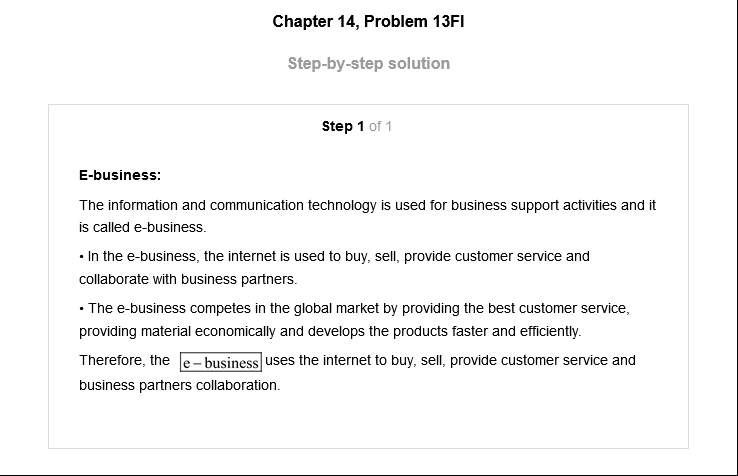 Chapter 14, Problem 13FI
Step-by-step solution
Step 1 of 1
E-business:
The information and communication technology is used for business support activities and it
is called e-business.
• In the e-business, the internet is used to buy, sell, provide customer service and
collaborate with business partners.
• The e-business competes in the global market by providing the best customer service,
providing material economically and develops the products faster and efficiently.
Therefore, the e – business uses the internet to buy, sell, provide customer service and
business partners collaboration.